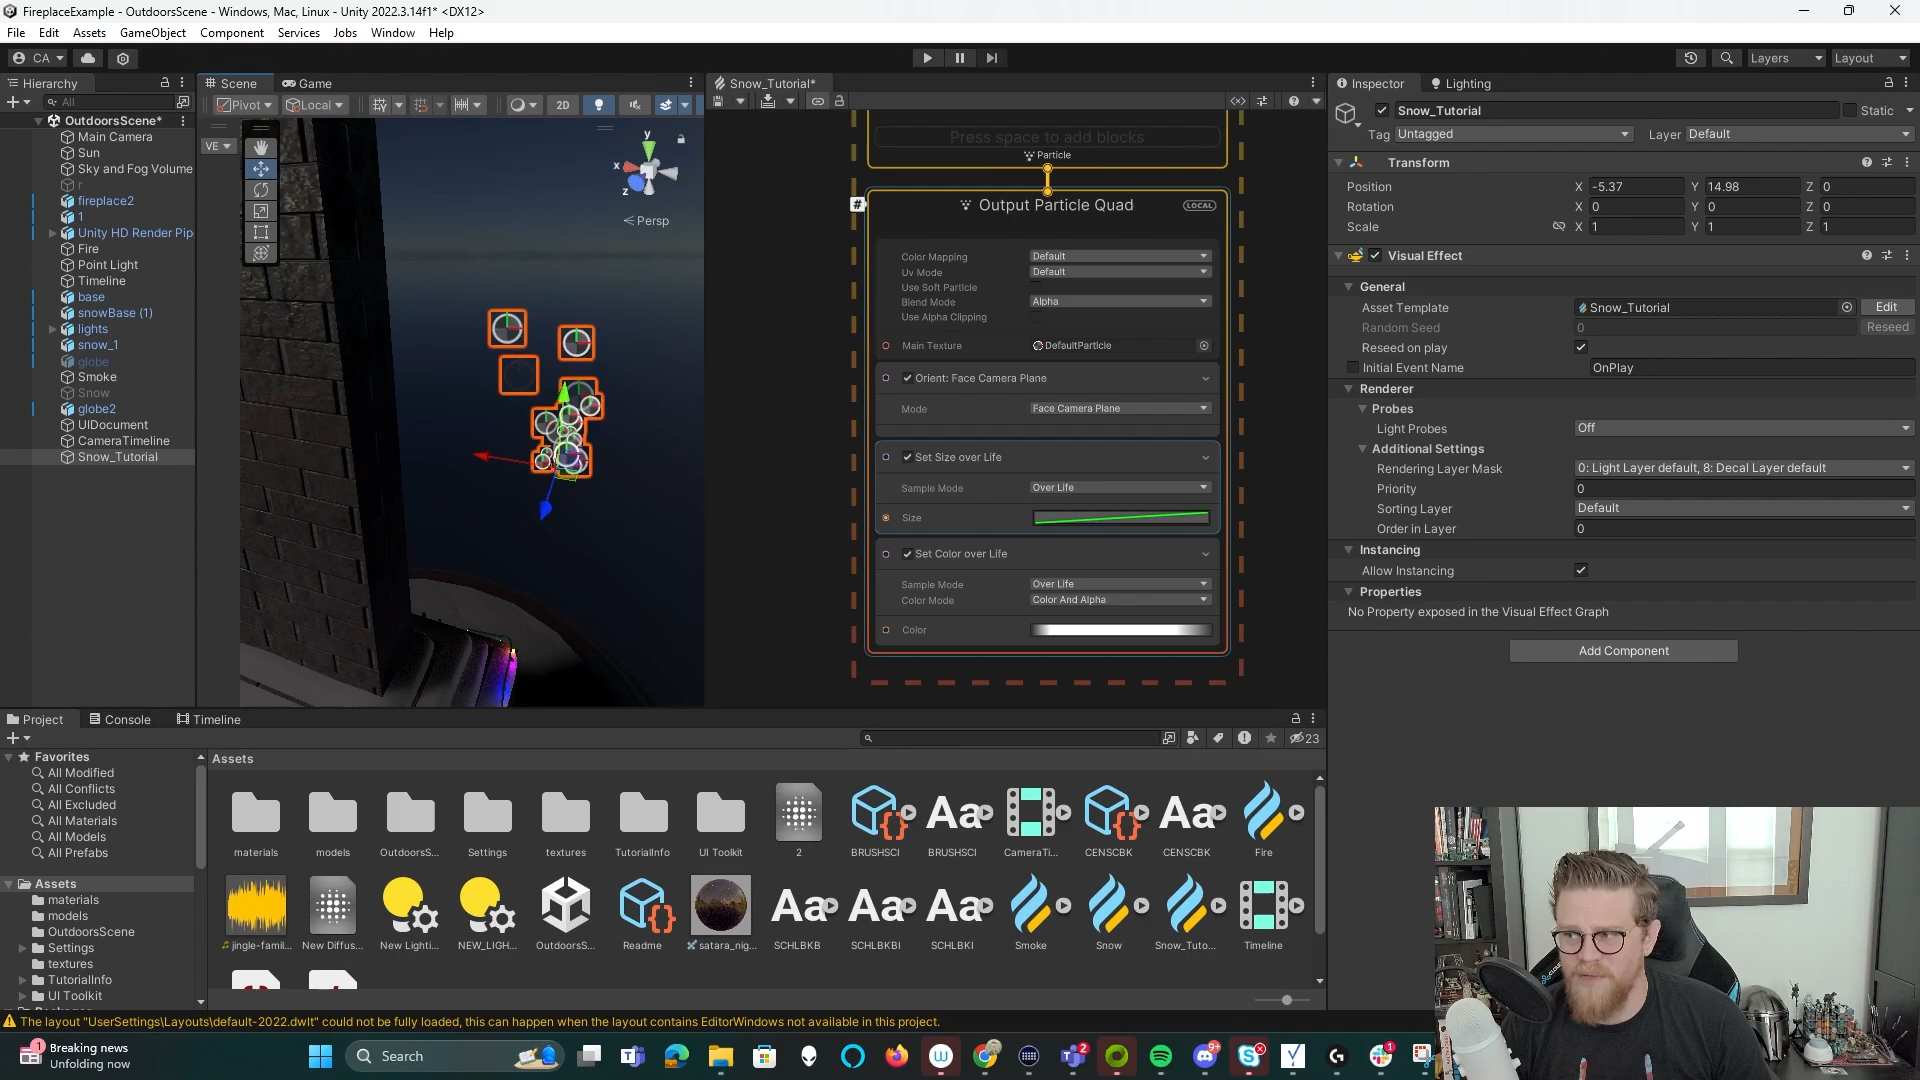 FireplaceExample - OutdoorsScene - Windows, Mac, Linux - Unity 2022.3.14f1* <DX12>
File Edit Assets GameObject Component Services Jobs Window Help
CA
Layers Layout
Hierarchy
All
OutdoorsScene*
Main Camera
Sun
Sky and Fog Volume
r
fireplace2
1
Unity HD Render Pip
Fire
Point Light
Timeline
base
snowBase (1)
lights
snow_1
globe
Smoke
Snow
globe2
UIDocument
CameraTimeline
Snow_Tutorial
Scene Game
Pivot Local 2D
VE
y
x
z
Persp
Snow_Tutorial*
Press space to add blocks
Particle
Output Particle Quad LOCAL
Color Mapping Default
Uv Mode Default
Use Soft Particle
Blend Mode Alpha
Use Alpha Clipping
Main Texture DefaultParticle
Orient: Face Camera Plane
Mode Face Camera Plane
Set Size over Life
Sample Mode Over Life
Size
Set Color over Life
Sample Mode Over Life
Color Mode Color And Alpha
Color
Inspector Lighting
Snow_Tutorial Static
Tag Untagged Layer Default
Transform
Position X -5.37 Y 14.98 Z 0
Rotation X 0 Y 0 Z 0
Scale X 1 Y 1 Z 1
Visual Effect
General
Asset Template Snow_Tutorial Edit
Random Seed 0 Reseed
Reseed on play
Initial Event Name OnPlay
Renderer
Probes
Light Probes Off
Additional Settings
Rendering Layer Mask 0: Light Layer default, 8: Decal Layer default
Priority 0
Sorting Layer Default
Order in Layer 0
Instancing
Allow Instancing
Properties
No Property exposed in the Visual Effect Graph
Add Component
Project Console Timeline
23
Favorites
All Modified
All Conflicts
All Excluded
All Materials
All Models
All Prefabs
Assets
materials
models
OutdoorsScene
Settings
textures
TutorialInfo
UI Toolkit
Assets
materials models OutdoorsS... Settings textures TutorialInfo UI Toolkit 2 BRUSHSCI BRUSHSCI CameraTi... CENSCBK CENSCBK Fire
jingle-famil... New Diffus... New Lighti... NEW_LIGH... OutdoorsS... Readme satara_nig... SCHLBKB SCHLBKBI SCHLBKI Smoke Snow Snow_Tuto... Timeline
The layout "UserSettings\Layouts\default-2022.dwlt" could not be fully loaded, this can happen when the layout contains EditorWindows not available in this project.
1
Breaking news
Unfolding now
Search
2
9+
1